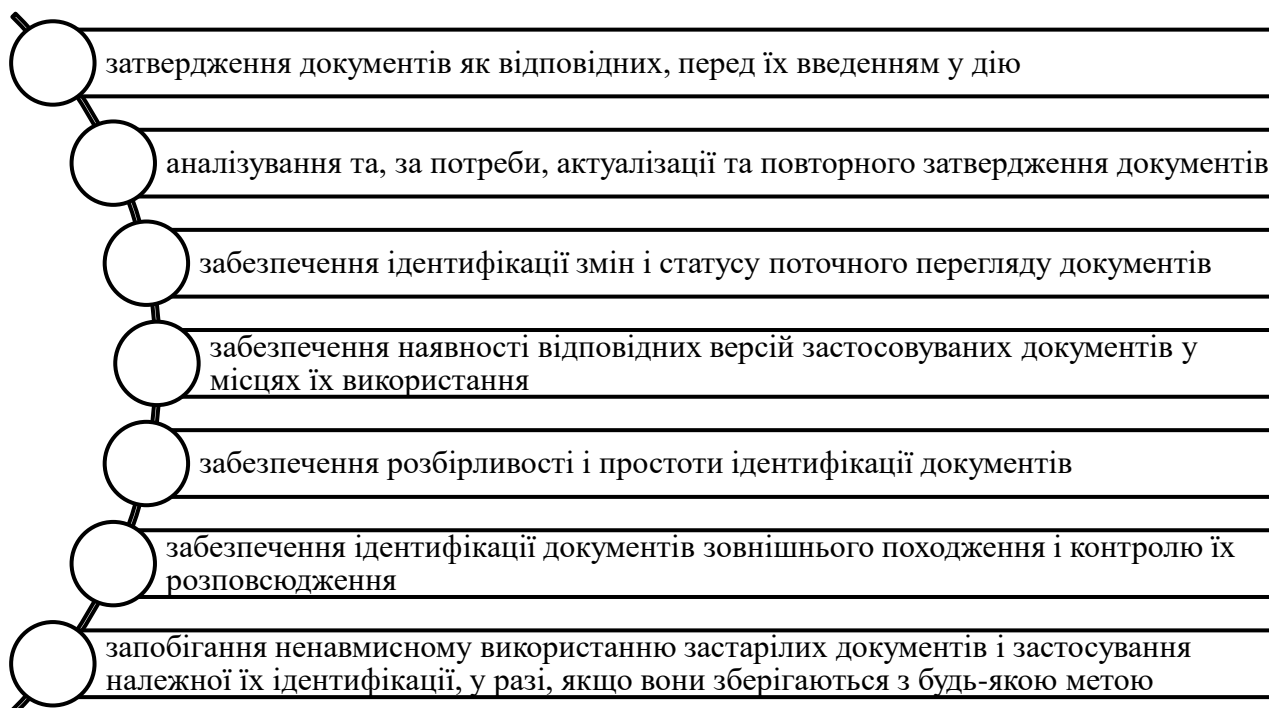 затвердження документів як відповідних, перед їх введенням у дію
аналізування та, за потреби, актуалізації та повторного затвердження документів
забезпечення ідентифікації змін і статусу поточного перегляду документів
забезпечення наявності відповідних версій застосовуваних документів у
місцях їх використання
забезпечення розбірливості і простоти ідентифікації документів
забезпечення ідентифікації документів зовнішнього походження і контролю їх
розповсюдження
запобігання ненавмисному використанню застарілих документів і застосування
належної їх ідентифікації, у разі, якщо вони зберігаються з будь-якою метою